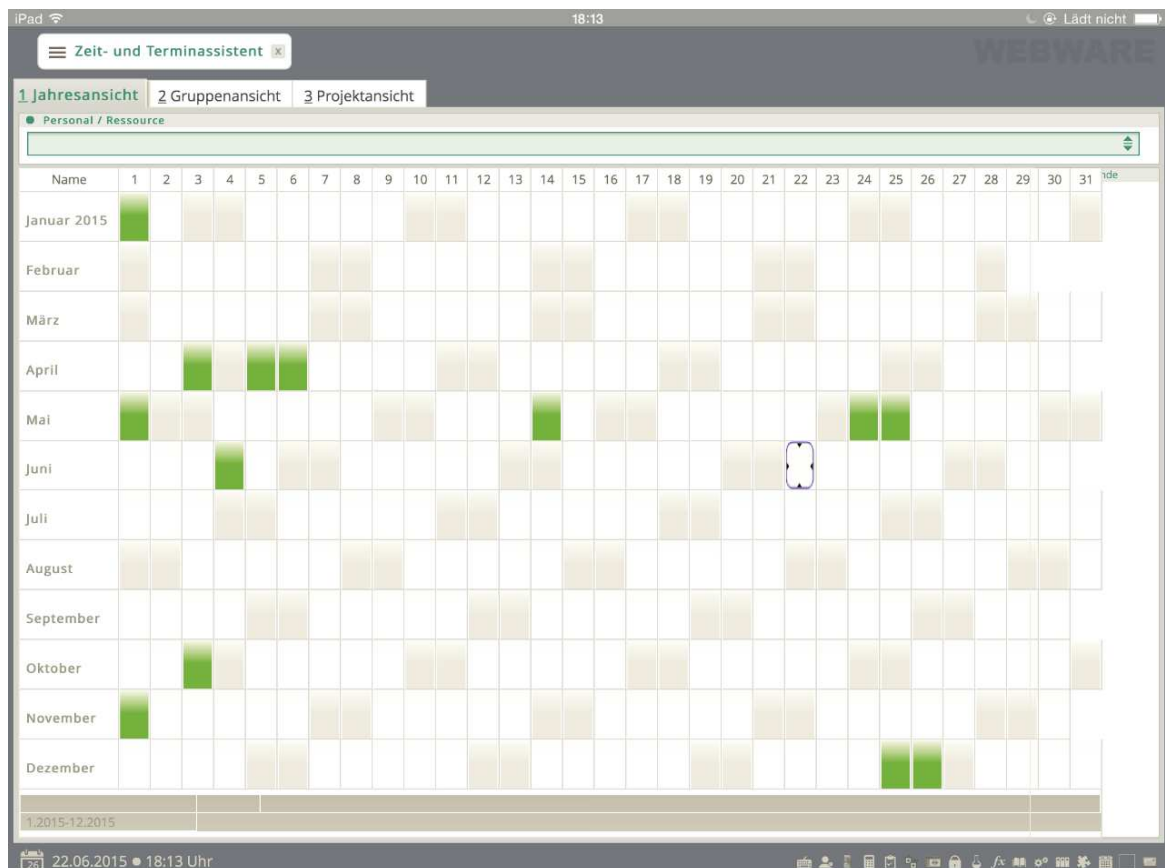 iPad 18:13 Lädt nicht
Zeit- und Terminassistent x
WEBWARE
1 Jahresansicht 2 Gruppenansicht 3 Projektansicht
Personal / Ressource
Name 1 2 3 4 5 6 7 8 9 10 11 12 13 14 15 16 17 18 19 20 21 22 23 24 25 26 27 28 29 30 31 nde
Januar 2015
Februar
März
April
Mai
Juni
Juli
August
September
Oktober
November
Dezember
1.2015-12.2015
26 22.06.2015 ● 18:13 Uhr fx